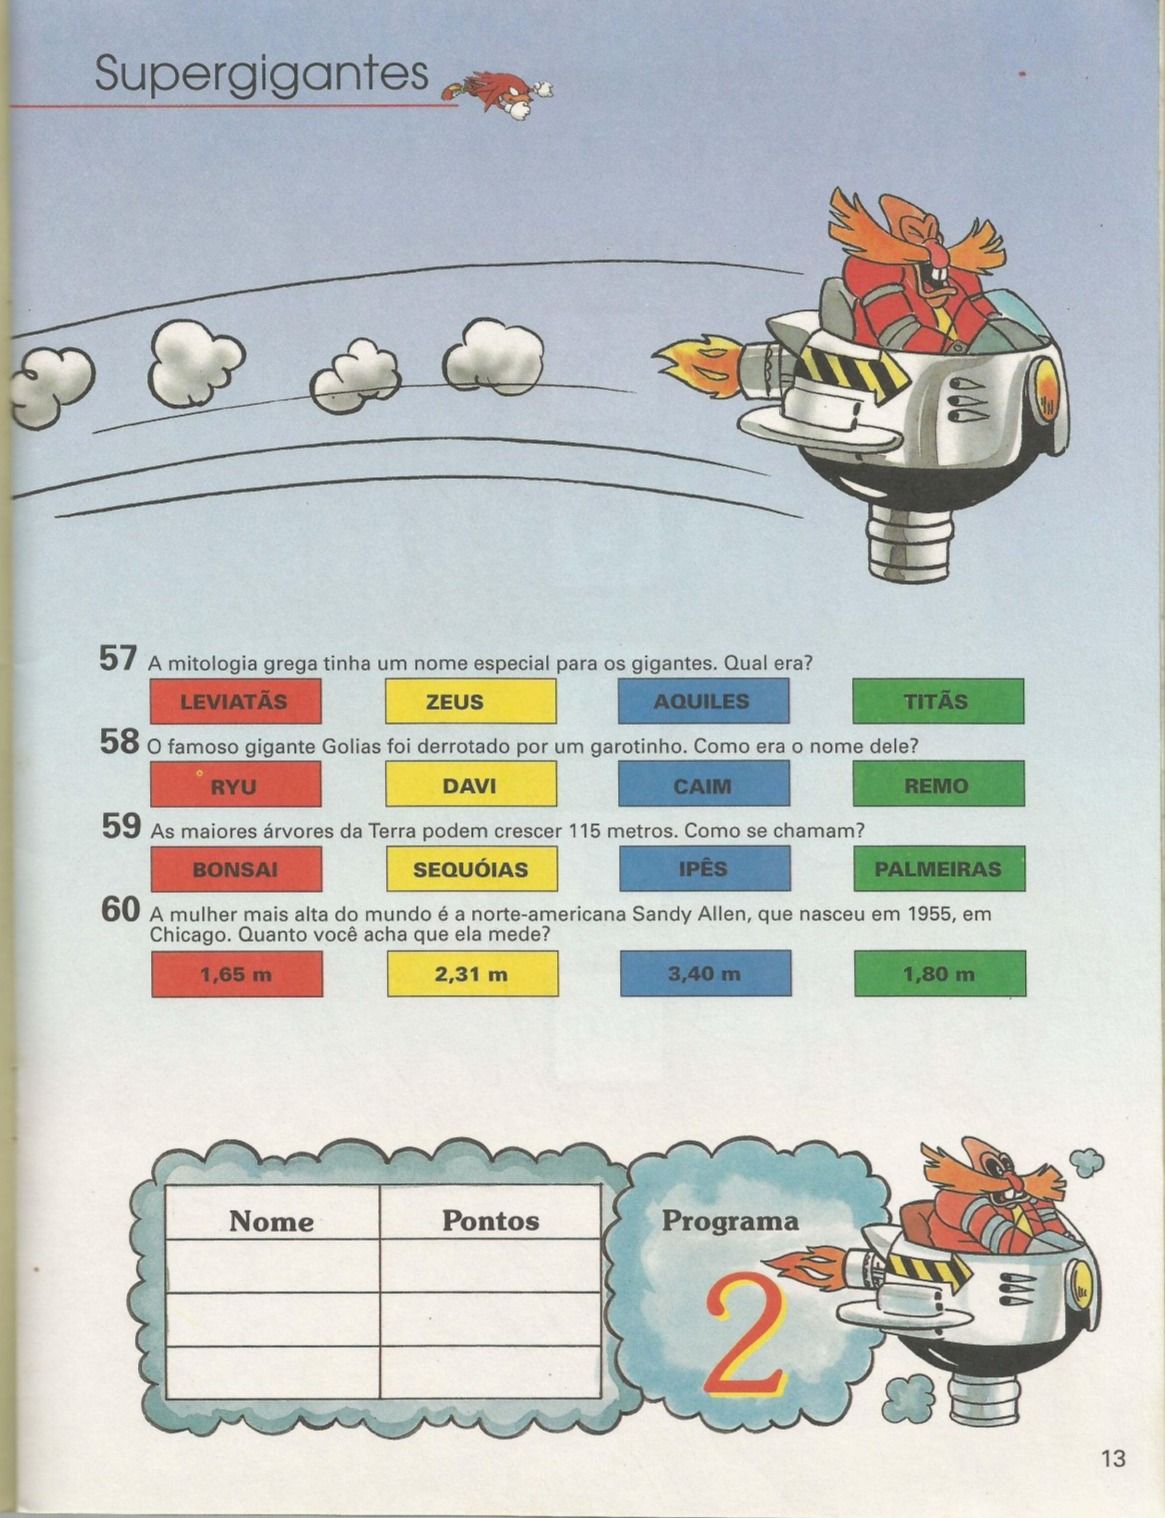 Supergigantes
57 A mitologia grega tinha um nome especial para os gigantes. Qual era?
LEVIATÃS ZEUS AQUILES TITÃS
58 O famoso gigante Golias foi derrotado por um garotinho. Como era o nome dele?
RYU DAVI CAIM REMO
59 As maiores árvores da Terra podem crescer 115 metros. Como se chamam?
BONSAI SEQUÓIAS IPÊS PALMEIRAS
60 A mulher mais alta do mundo é a norte-americana Sandy Allen, que nasceu em 1955, em
Chicago. Quanto você acha que ela mede?
1,65 m 2,31 m 3,40 m 1,80 m
Nome Pontos Programa
2
13